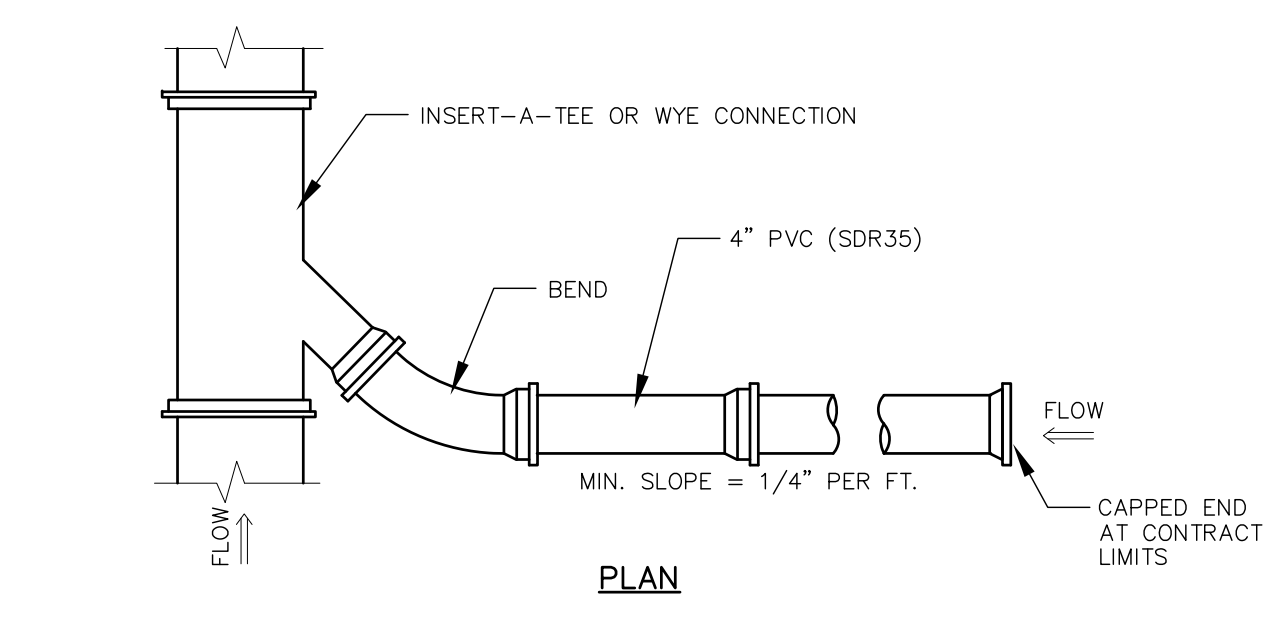 INSERT-A-TEE OR WYE CONNECTION
4" PVC (SDR35)
BEND
FLOW
MIN. SLOPE = 1/4" PER FT.
CAPPED END
AT CONTRACT
LIMITS
FLOW
PLAN